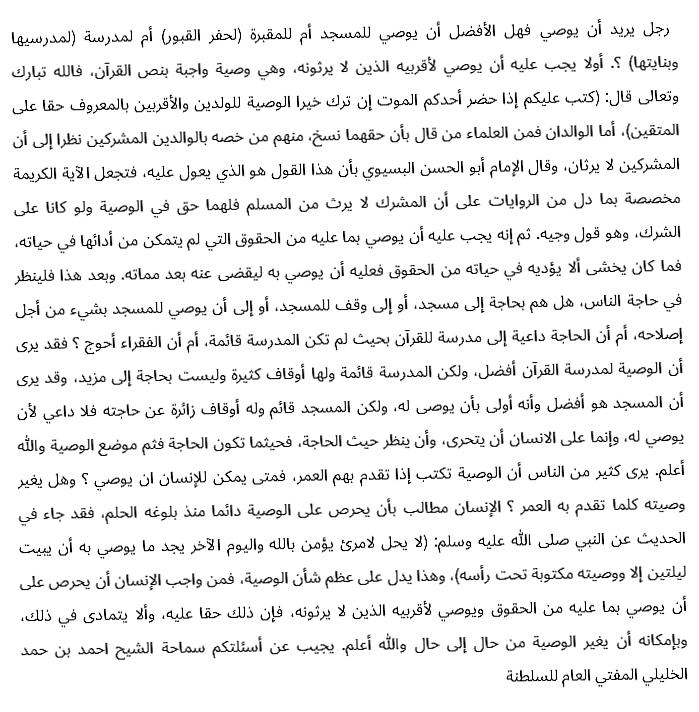 رجل يريد أن يوصي فهل الأفضل أن يوصي للمسجد أم للمقبرة (لحفر القبور) أم لمدرسة (لمدرسيها
وبنايتها) ؟. أولا يجب عليه أن يوصي لأقربيه الذين لا يرثونه، وهي وصية واجبة بنص القرآن، فالله تبارك
وتعالى قال: (كتب عليكم إذا حضر أحدكم الموت إن ترك خيرا الوصية للولدين والأقربين بالمعروف حقا على
المتقين)، أما الوالدان فمن العلماء من قال بأن حقهما نسخ، منهم من خصه بالوالدين المشركين نظرا إلى أن
المشركين لا يرثان، وقال الإمام أبو الحسن البسيوي بأن هذا القول هو الذي يعول عليه، فتجعل الآية الكريمة
مخصصة بما دل من الروايات على أن المشرك لا يرث من المسلم فلهما حق في الوصية ولو كانا على
الشرك، وهو قول وجيه. ثم إنه يجب عليه أن يوصي بما عليه من الحقوق التي لم يتمكن من أدائها في حياته،
فما كان يخشى ألا يؤديه في حياته من الحقوق فعليه أن يوصي به ليقضى عنه بعد مماته. وبعد هذا فلينظر
في حاجة الناس، هل هم بحاجة إلى مسجد، أو إلى وقف للمسجد، أو إلى أن يوصي للمسجد بشيء من أجل
إصلاحه، أم أن الحاجة داعية إلى مدرسة للقرآن بحيث لم تكن المدرسة قائمة، أم أن الفقراء أحوج ؟ فقد يرى
أن الوصية لمدرسة القرآن أفضل، ولكن المدرسة قائمة ولها أوقاف كثيرة وليست بحاجة إلى مزيد، وقد يرى
أن المسجد هو أفضل وأنه أولى بأن يوصى له، ولكن المسجد قائم وله أوقاف زائرة عن حاجته فلا داعي لأن
يوصي له، وإنما على الانسان أن يتحرى، وأن ينظر حيث الحاجة، فحيثما تكون الحاجة فثم موضع الوصية والله
أعلم. يرى كثير من الناس أن الوصية تكتب إذا تقدم بهم العمر، فمتى يمكن للإنسان ان يوصي ؟ وهل يغير
وصيته كلما تقدم به العمر ؟ الإنسان مطالب بأن يحرص على الوصية دائما منذ بلوغه الحلم، فقد جاء في
الحديث عن النبي صلى الله عليه وسلم: (لا يحل لامرئ يؤمن بالله واليوم الآخر يجد ما يوصي به أن يبيت
ليلتين إلا ووصيته مكتوبة تحت رأسه)، وهذا يدل على عظم شأن الوصية، فمن واجب الإنسان أن يحرص على
أن يوصي بما عليه من الحقوق ويوصي لأقربيه الذين لا يرثونه، فإن ذلك حقا عليه، وألا يتمادى في ذلك،
وبإمكانه أن يغير الوصية من حال إلى حال والله أعلم. يجيب عن أسئلتكم سماحة الشيخ احمد بن حمد
الخليلي المفتي العام للسلطنة